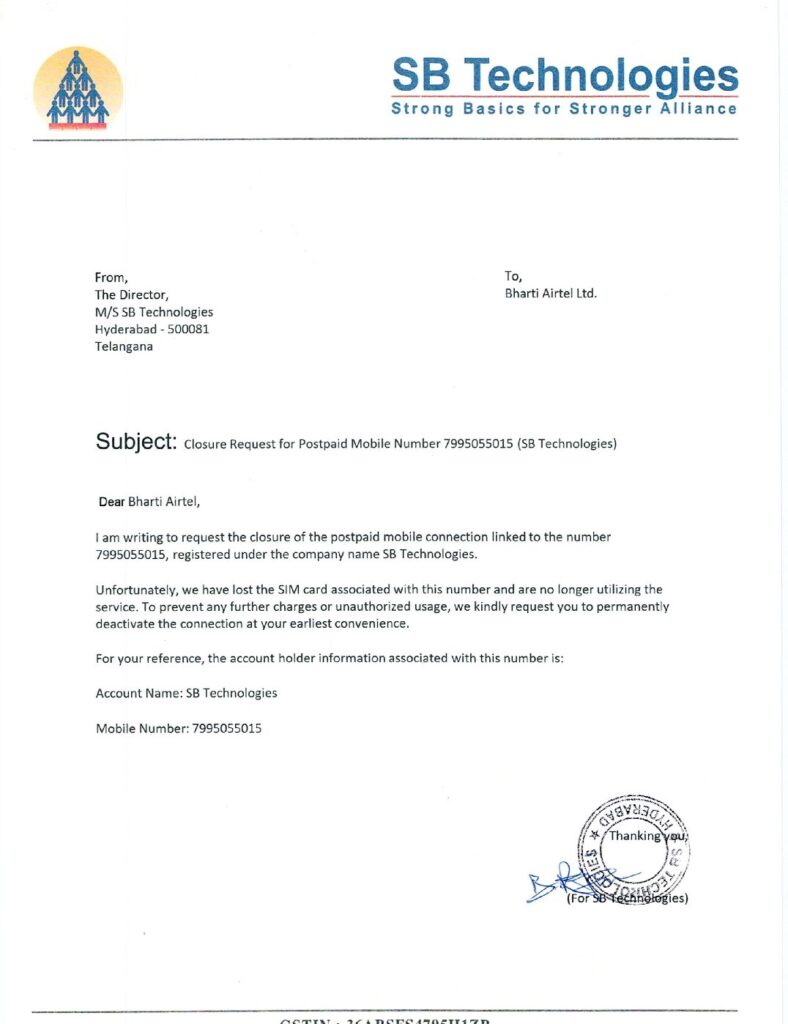 SB Technologies
Strong Basics for Stronger Alliance
From,
The Director,
M/S SB Technologies
Hyderabad - 500081
Telangana
To,
Bharti Airtel Ltd.
Subject: Closure Request for Postpaid Mobile Number 7995055015 (SB Technologies)
Dear Bharti Airtel,
I am writing to request the closure of the postpaid mobile connection linked to the number
7995055015, registered under the company name SB Technologies.
Unfortunately, we have lost the SIM card associated with this number and are no longer utilizing the
service. To prevent any further charges or unauthorized usage, we kindly request you to permanently
deactivate the connection at your earliest convenience.
For your reference, the account holder information associated with this number is:
Account Name: SB Technologies
Mobile Number: 7995055015
Thanking you,
SB TECHNOLOGIES ★ HYDERABAD ★
(For SB Technologies)
GSTIN :